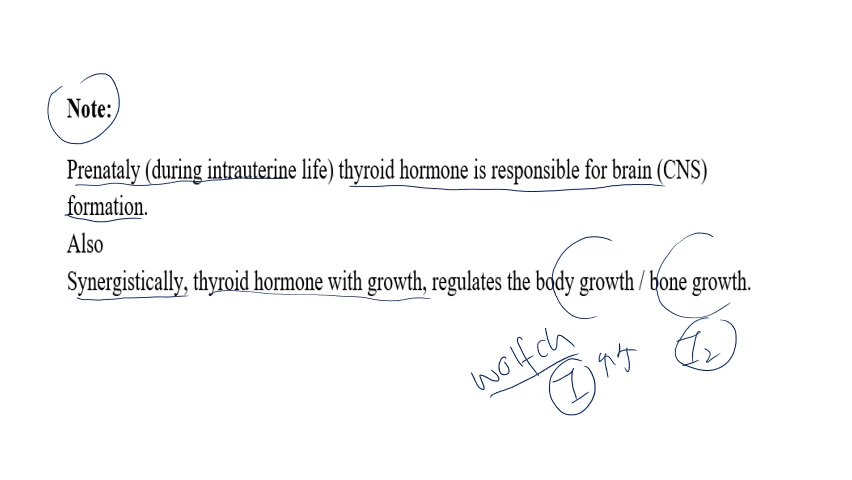 Note:
Prenataly (during intrauterine life) thyroid hormone is responsible for brain (CNS)
formation.
Also
Synergistically, thyroid hormone with growth, regulates the body growth / bone growth.
wolfch
I ↑↑
I₂